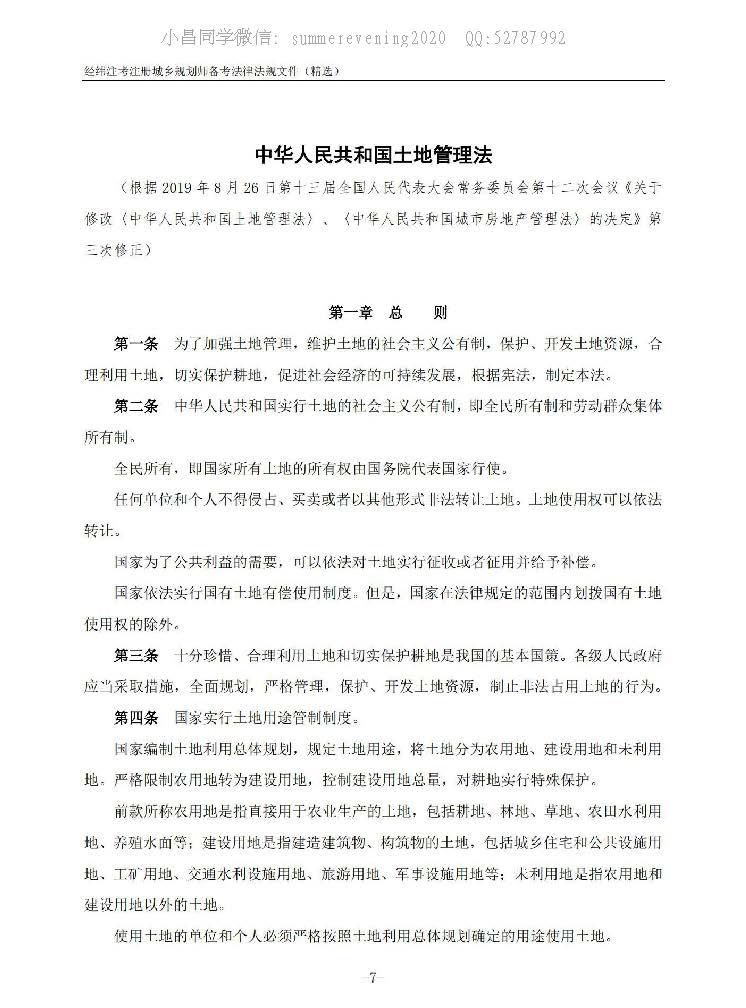 小昌同学微信: summerevening2020 QQ:52787992
经纬注考注册城乡规划师备考法律法规文件（精选）
中华人民共和国土地管理法
（根据 2019 年 8 月 26 日第十三届全国人民代表大会常务委员会第十二次会议《关于
修改〈中华人民共和国土地管理法〉、〈中华人民共和国城市房地产管理法〉的决定》第
三次修正）
第一章 总 则
第一条 为了加强土地管理，维护土地的社会主义公有制，保护、开发土地资源，合
理利用土地，切实保护耕地，促进社会经济的可持续发展，根据宪法，制定本法。
第二条 中华人民共和国实行土地的社会主义公有制，即全民所有制和劳动群众集体
所有制。
全民所有，即国家所有土地的所有权由国务院代表国家行使。
任何单位和个人不得侵占、买卖或者以其他形式非法转让土地。土地使用权可以依法
转让。
国家为了公共利益的需要，可以依法对土地实行征收或者征用并给予补偿。
国家依法实行国有土地有偿使用制度。但是，国家在法律规定的范围内划拨国有土地
使用权的除外。
第三条 十分珍惜、合理利用土地和切实保护耕地是我国的基本国策。各级人民政府
应当采取措施，全面规划，严格管理，保护、开发土地资源，制止非法占用土地的行为。
第四条 国家实行土地用途管制制度。
国家编制土地利用总体规划，规定土地用途，将土地分为农用地、建设用地和未利用
地。严格限制农用地转为建设用地，控制建设用地总量，对耕地实行特殊保护。
前款所称农用地是指直接用于农业生产的土地，包括耕地、林地、草地、农田水利用
地、养殖水面等；建设用地是指建造建筑物、构筑物的土地，包括城乡住宅和公共设施用
地、工矿用地、交通水利设施用地、旅游用地、军事设施用地等；未利用地是指农用地和
建设用地以外的土地。
使用土地的单位和个人必须严格按照土地利用总体规划确定的用途使用土地。
-7-